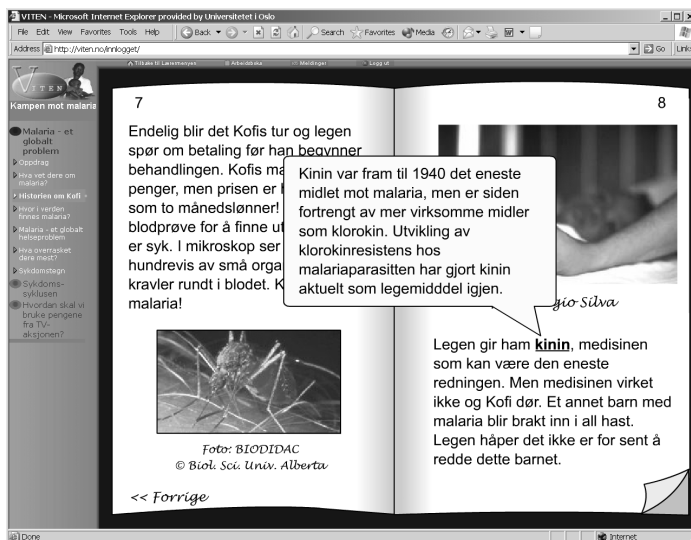 VITEN - Microsoft Internet Explorer provided by Universitetet i Oslo
File Edit View Favorites Tools Help
Back Search Favorites Media
Address http://viten.no/innlogget/ Go Links
Tilbake til Læremenyen Arbeidsboka Meldinger Logg ut
VITEN
Kampen mot malaria
Malaria - et
globalt
problem
Oppdrag
Hva vet dere om
malaria?
Historien om Kofi
Hvor i verden
finnes malaria?
Malaria - et globalt
helseproblem
Hva overrasket
dere mest?
Sykdomstegn
Sykdoms-
syklusen
Hvordan skal vi
bruke pengene
fra TV-
aksjonen?
7
Endelig blir det Kofis tur og legen
spør om betaling før han begynner
behandlingen. Kofis
penger, men prisen er
som to månedslønner!
blodprøve for å finne
er syk. I mikroskop ser
hundrevis av små
kravler rundt i blodet.
malaria!
Foto: BIODIDAC
© Biol. Sci. Univ. Alberta
<< Forrige
8
Kinin var fram til 1940 det eneste
midlet mot malaria, men er siden
fortrengt av mer virksomme midler
som klorokin. Utvikling av
klorokinresistens hos
malariaparasitten har gjort kinin
aktuelt som legemidddel igjen.
Silva
Legen gir ham kinin, medisinen
som kan være den eneste
redningen. Men medisinen virket
ikke og Kofi dør. Et annet barn med
malaria blir brakt inn i all hast.
Legen håper det ikke er for sent å
redde dette barnet.
Done Internet